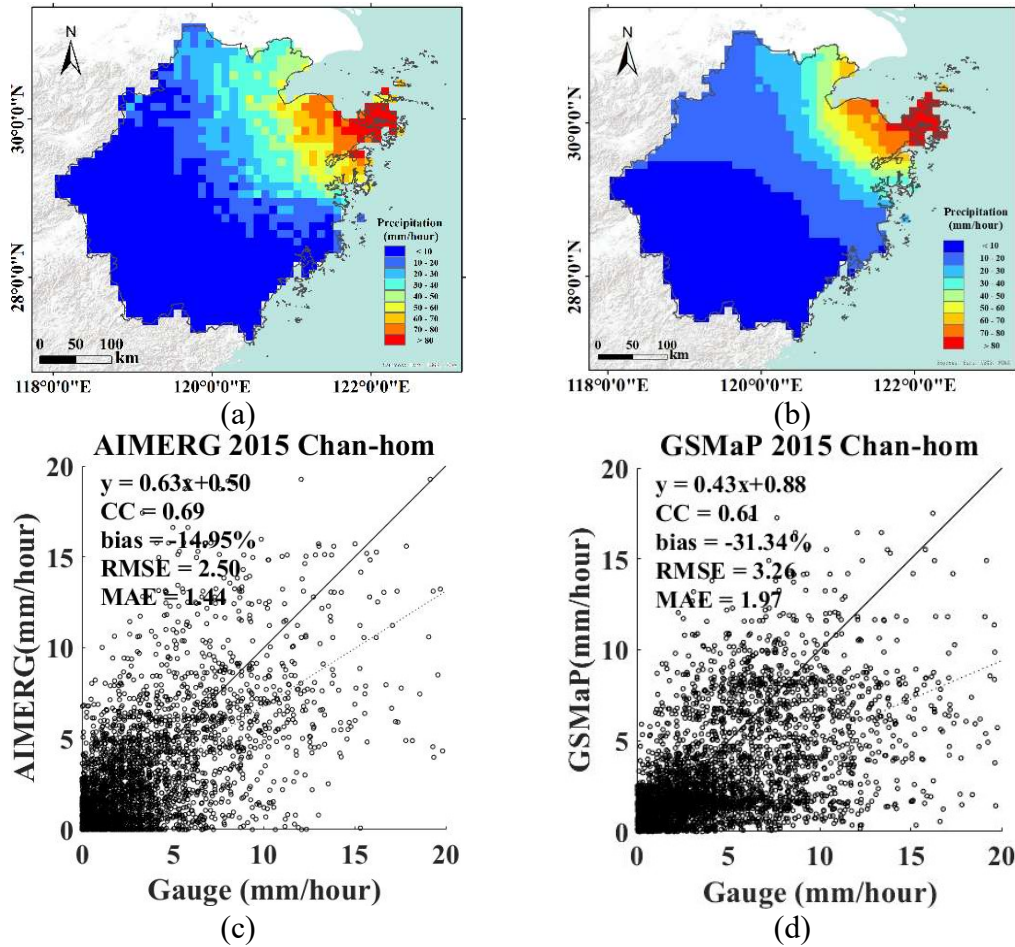 N
30°0'0"N
28°0'0"N
Precipitation
(mm/hour)
< 10
10 - 20
20 - 30
30 - 40
40 - 50
50 - 60
60 - 70
70 - 80
> 80
0 50 100
km
118°0'0"E 120°0'0"E 122°0'0"E
(a)
N
30°0'0"N
28°0'0"N
Precipitation
(mm/hour)
< 10
10 - 20
20 - 30
30 - 40
40 - 50
50 - 60
60 - 70
70 - 80
> 80
0 50 100
km
118°0'0"E 120°0'0"E 122°0'0"E
(b)
AIMERG 2015 Chan-hom
y = 0.63x+0.50
CC = 0.69
bias = -14.95%
RMSE = 2.50
MAE = 1.44
AIMERG(mm/hour)
20
15
10
5
0
0 5 10 15 20
Gauge (mm/hour)
(c)
GSMaP 2015 Chan-hom
y = 0.43x+0.88
CC = 0.61
bias = -31.34%
RMSE = 3.26
MAE = 1.97
GSMaP(mm/hour)
20
15
10
5
0
0 5 10 15 20
Gauge (mm/hour)
(d)